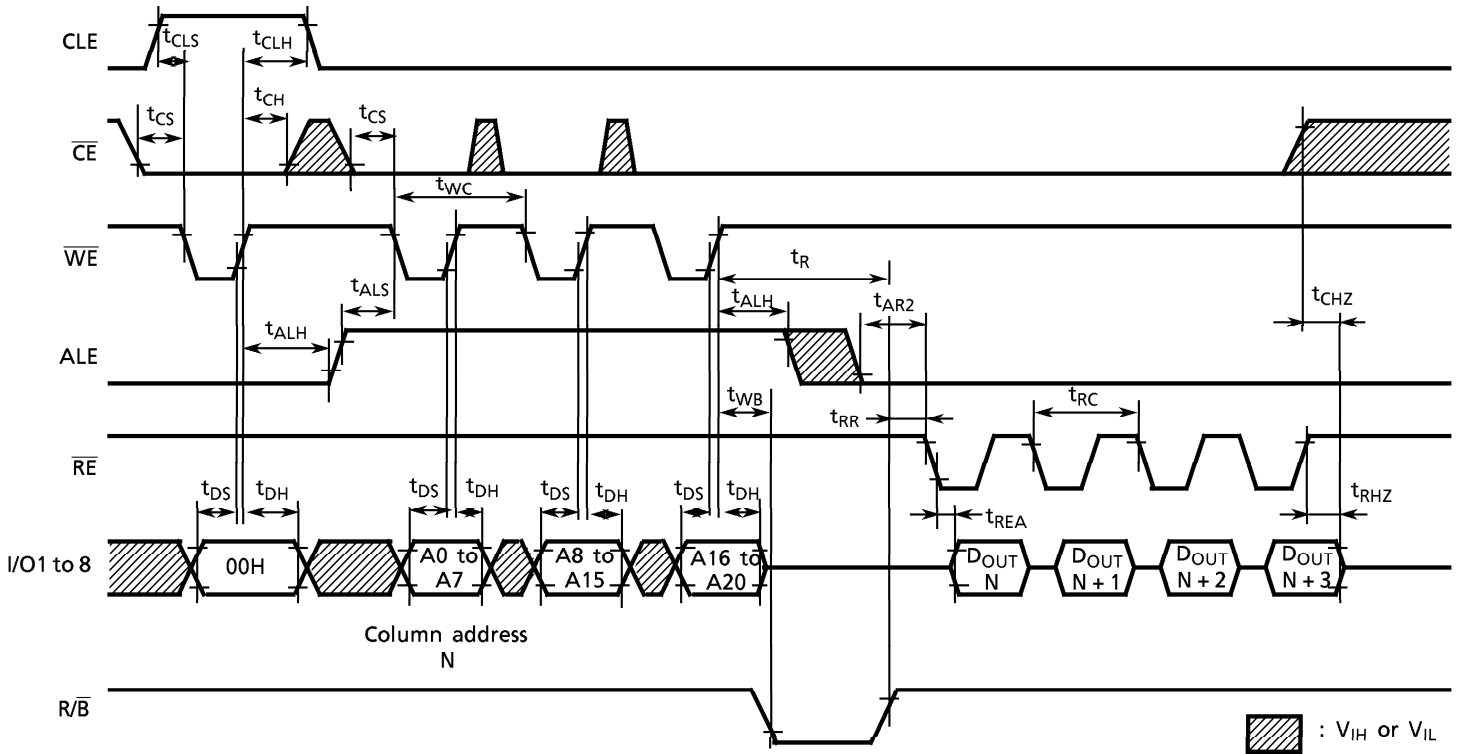 CLE
tCLS
tCLH
tCH
tCS
tCS
CE
tWC
WE
tR
tALS
tALH
tAR2
tCHZ
tALH
ALE
tWB
tRR
tRC
RE
tDS
tDH
tDS
tDH
tDS
tDH
tDS
tDH
tREA
tRHZ
I/O1 to 8
00H
A0 to
A7
A8 to
A15
A16 to
A20
DOUT
N
DOUT
N + 1
DOUT
N + 2
DOUT
N + 3
Column address
N
R/B
: VIH or VIL